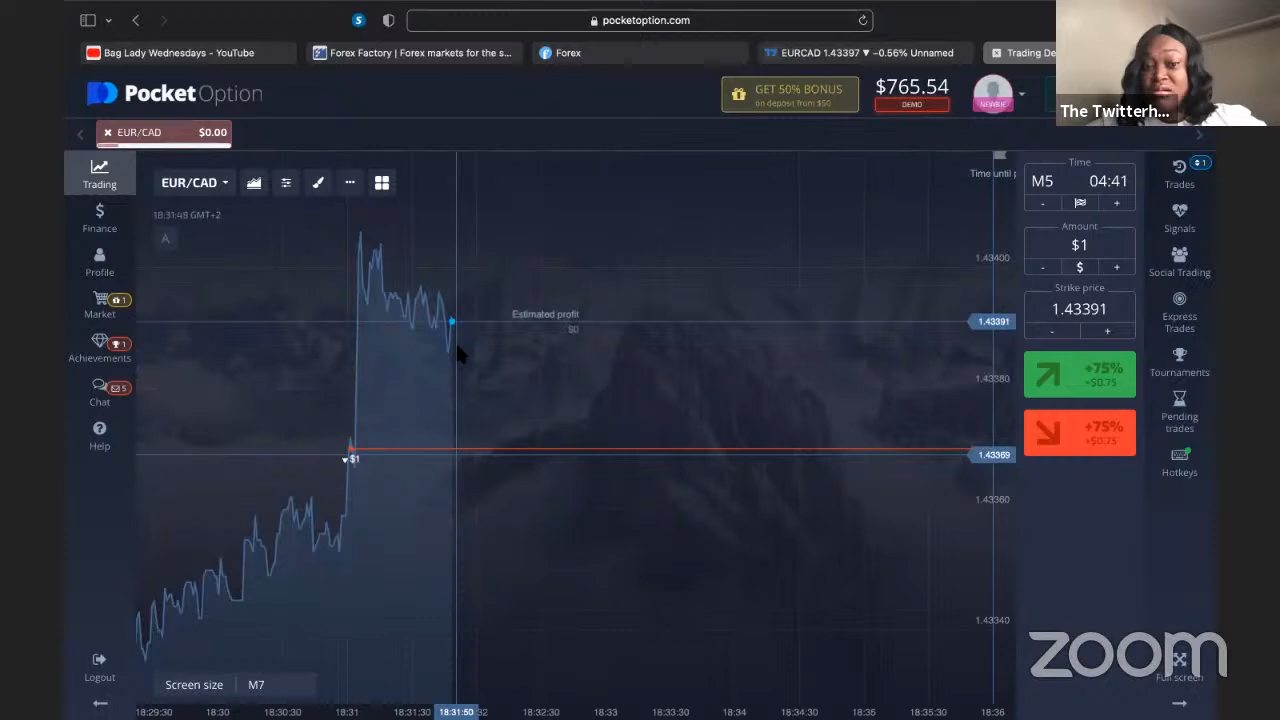 pocketoption.com
Bag Lady Wednesdays - YouTube
Forex Factory | Forex markets for the s...
Forex
EURCAD 1.43397 ▼ −0.56% Unnamed
Trading De
PocketOption
GET 50% BONUS
on deposit from $50
$765.54
DEMO
NEWBIE
The Twitterh...
EUR/CAD $0.00
Trading
EUR/CAD
Time until p
Time
M5 04:41
- +
Trades
1
18:31:49 GMT+2
$
Finance
A
Amount
$1
- $ +
Signals
Profile
1.43400
Social Trading
Market
1
Estimated profit
$0
1.43391
Strike price
1.43391
- +
Express
Trades
Achievements
1
1.43380
+75%
+$0.75
Tournaments
Chat
5
+75%
+$0.75
Pending
trades
Help
$1
1.43369
Hotkeys
1.43360
1.43340
Logout
Screen size M7
zoom
Full screen
18:29:30 18:30 18:30:30 18:31 18:31:30 18:31:50 :32 18:32:30 18:33 18:33:30 18:34 18:34:30 18:35 18:35:30 18:36